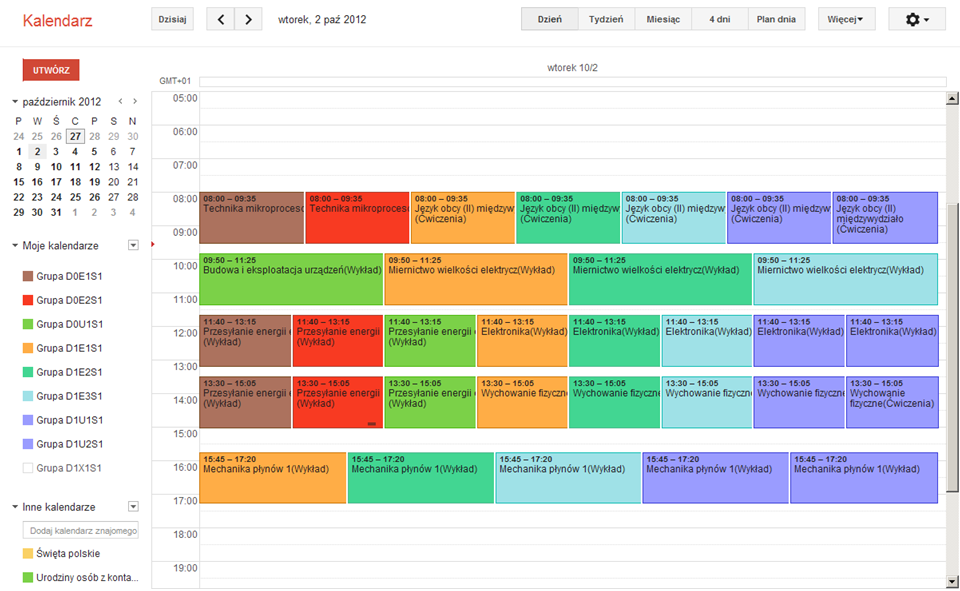 Kalendarz
Dzisiaj
wtorek, 2 paź 2012
Dzień Tydzień Miesiąc 4 dni Plan dnia Więcej
UTWÓRZ
październik 2012
P W Ś C P S N
24 25 26 27 28 29 30
1 2 3 4 5 6 7
8 9 10 11 12 13 14
15 16 17 18 19 20 21
22 23 24 25 26 27 28
29 30 31 1 2 3 4
Moje kalendarze
Grupa D0E1S1
Grupa D0E2S1
Grupa D0U1S1
Grupa D1E1S1
Grupa D1E2S1
Grupa D1E3S1
Grupa D1U1S1
Grupa D1U2S1
Grupa D1X1S1
Inne kalendarze
Dodaj kalendarz znajomego
Święta polskie
Urodziny osób z konta...
wtorek 10/2
GMT+01
05:00
06:00
07:00
08:00
08:00 – 09:35
Technika mikroproces
08:00 – 09:35
Technika mikroproces
08:00 – 09:35
Język obcy (II) międzyw
(Ćwiczenia)
08:00 – 09:35
Język obcy (II) międzyw
(Ćwiczenia)
08:00 – 09:35
Język obcy (II) międzyw
(Ćwiczenia)
08:00 – 09:35
Język obcy (II) międzyw
(Ćwiczenia)
08:00 – 09:35
Język obcy (II)
międzywydziało
(Ćwiczenia)
09:00
10:00
09:50 – 11:25
Budowa i eksploatacja urządzeń(Wykład)
09:50 – 11:25
Miernictwo wielkości elektrycz(Wykład)
09:50 – 11:25
Miernictwo wielkości elektrycz(Wykład)
09:50 – 11:25
Miernictwo wielkości elektrycz(Wykład)
11:00
12:00
11:40 – 13:15
Przesyłanie energii e
(Wykład)
11:40 – 13:15
Przesyłanie energii
(Wykład)
11:40 – 13:15
Przesyłanie energii
(Wykład)
11:40 – 13:15
Elektronika(Wykład)
11:40 – 13:15
Elektronika(Wykład)
11:40 – 13:15
Elektronika(Wykład)
11:40 – 13:15
Elektronika(Wykład)
11:40 – 13:15
Elektronika(Wykład)
13:00
14:00
13:30 – 15:05
Przesyłanie energii e
(Wykład)
13:30 – 15:05
Przesyłanie energii
(Wykład)
13:30 – 15:05
Przesyłanie energii
(Wykład)
13:30 – 15:05
Wychowanie fizyczne
13:30 – 15:05
Wychowanie fizyczne
13:30 – 15:05
Wychowanie fizyczne
13:30 – 15:05
Wychowanie fizyczne
13:30 – 15:05
Wychowanie
fizyczne(Ćwiczenia)
15:00
16:00
15:45 – 17:20
Mechanika płynów 1(Wykład)
15:45 – 17:20
Mechanika płynów 1(Wykład)
15:45 – 17:20
Mechanika płynów 1(Wykład)
15:45 – 17:20
Mechanika płynów 1(Wykład)
15:45 – 17:20
Mechanika płynów 1(Wykład)
17:00
18:00
19:00